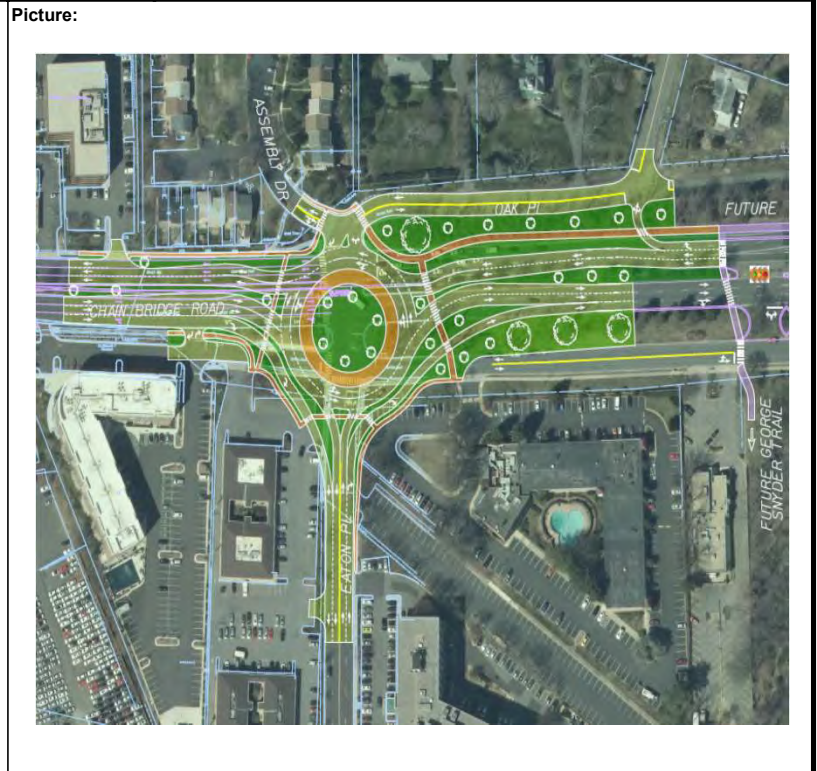 Picture:
ASSEMBLY DR
OAK PL
FUTURE
CHAIN BRIDGE ROAD
EATON PL
FUTURE GEORGE
SNYDER TRAIL